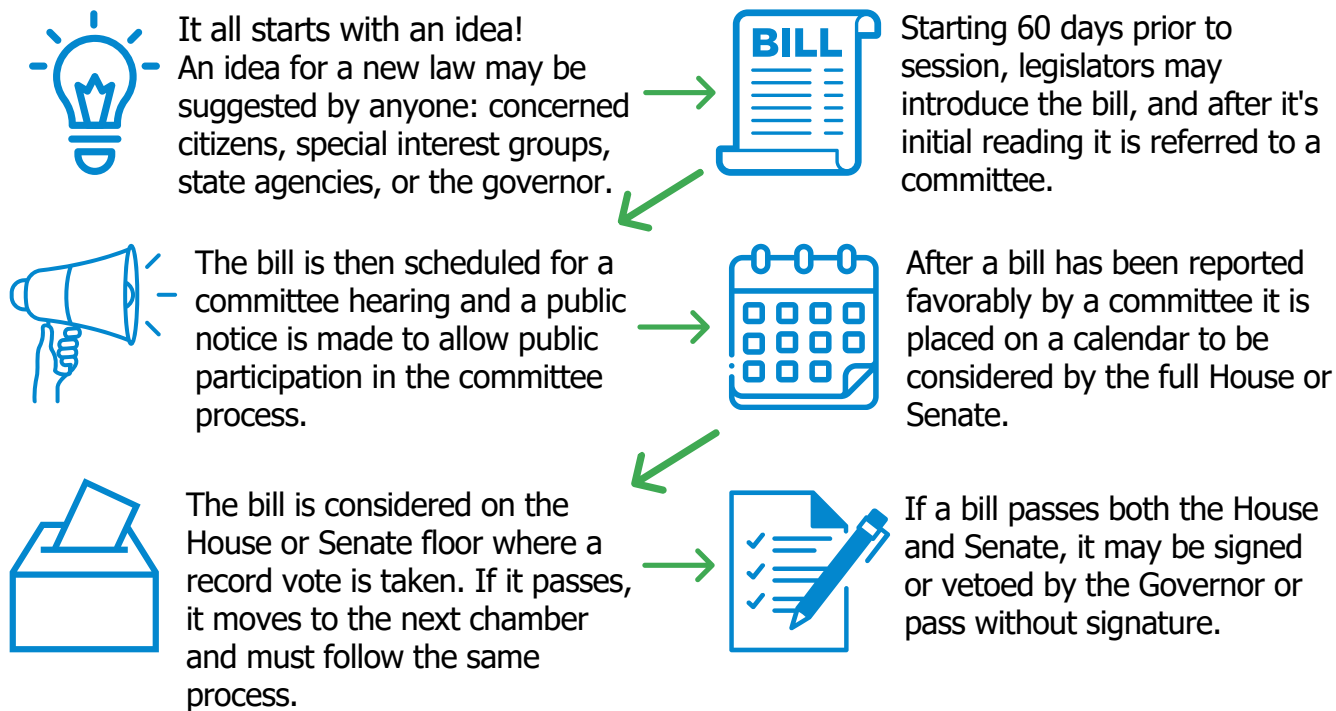 It all starts with an idea!
An idea for a new law may be
suggested by anyone: concerned
citizens, special interest groups,
state agencies, or the governor.
BILL
Starting 60 days prior to
session, legislators may
introduce the bill, and after it's
initial reading it is referred to a
committee.
The bill is then scheduled for a
committee hearing and a public
notice is made to allow public
participation in the committee
process.
After a bill has been reported
favorably by a committee it is
placed on a calendar to be
considered by the full House or
Senate.
The bill is considered on the
House or Senate floor where a
record vote is taken. If it passes,
it moves to the next chamber
and must follow the same
process.
If a bill passes both the House
and Senate, it may be signed
or vetoed by the Governor or
pass without signature.